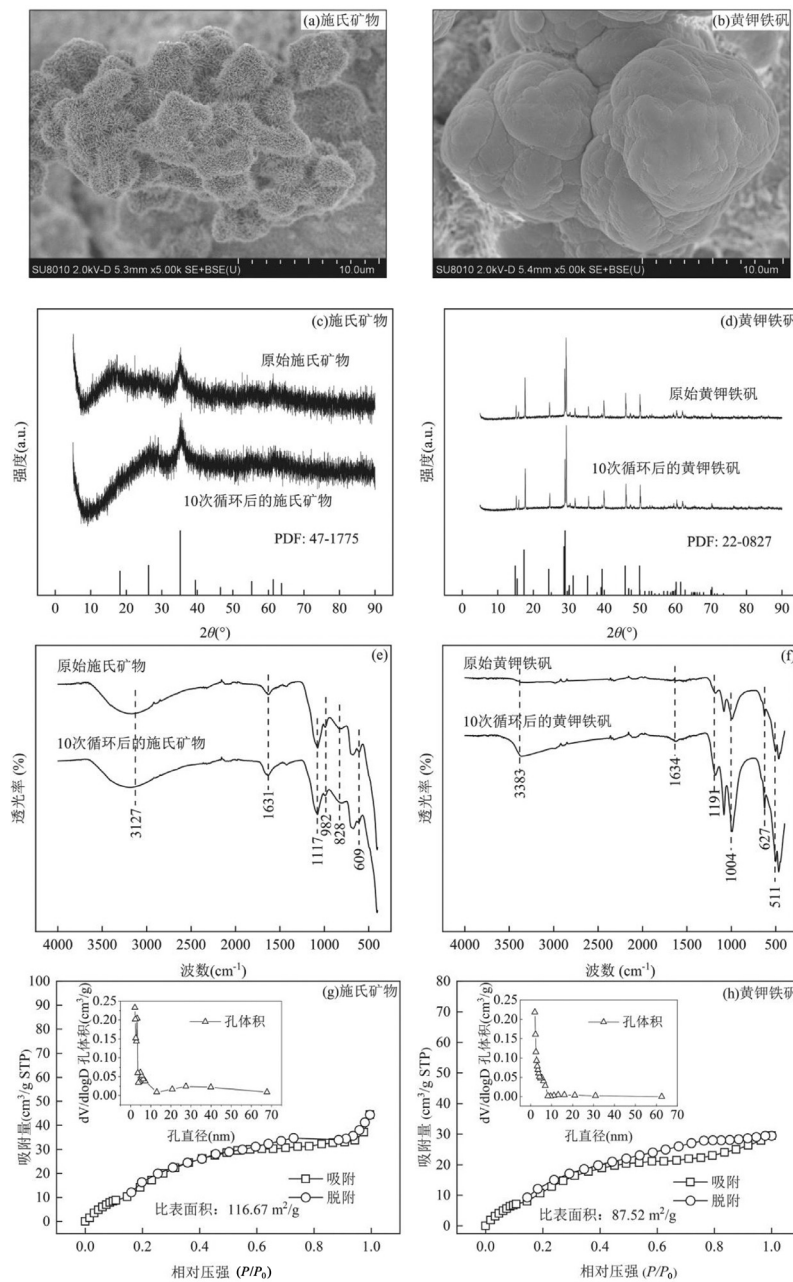 (a)施氏矿物
SU8010 2.0kV-D 5.3mm x5.00k SE+BSE(U) 10.0um
(b)黄钾铁矾
SU8010 2.0kV-D 5.4mm x5.00k SE+BSE(U) 10.0um
(c)施氏矿物
原始施氏矿物
10次循环后的施氏矿物
PDF: 47-1775
强度(a.u.)
0 10 20 30 40 50 60 70 80 90
2θ(°)
(d)黄钾铁矾
原始黄钾铁矾
10次循环后的黄钾铁矾
PDF: 22-0827
强度(a.u.)
0 10 20 30 40 50 60 70 80 90
2θ(°)
(e)
原始施氏矿物
10次循环后的施氏矿物
3127
1631
1117
982
828
609
透光率 (%)
4000 3500 3000 2500 2000 1500 1000 500
波数(cm⁻¹)
(f)
原始黄钾铁矾
10次循环后的黄钾铁矾
3383
1634
1191
1004
627
511
透光率 (%)
4000 3500 3000 2500 2000 1500 1000 500
波数 (cm⁻¹)
(g)施氏矿物
100
90
80
70
60
50
40
30
20
10
0
吸附量(cm³/g STP)
dV/dlogD 孔体积(cm³/g)
0.25
0.20
0.15
0.10
0.05
0.00
孔体积
0 10 20 30 40 50 60 70
孔直径(nm)
吸附
脱附
比表面积：116.67 m²/g
0.0 0.2 0.4 0.6 0.8 1.0
相对压强 (P/P₀)
(h)黄钾铁矾
80
70
60
50
40
30
20
10
0
吸附量 (cm³/g STP)
dV/dlogD 孔体积(cm³/g)
0.25
0.20
0.15
0.10
0.05
0.00
孔体积
0 10 20 30 40 50 60 70
孔直径(nm)
吸附
脱附
比表面积：87.52 m²/g
0.0 0.2 0.4 0.6 0.8 1.0
相对压强 (P/P₀)